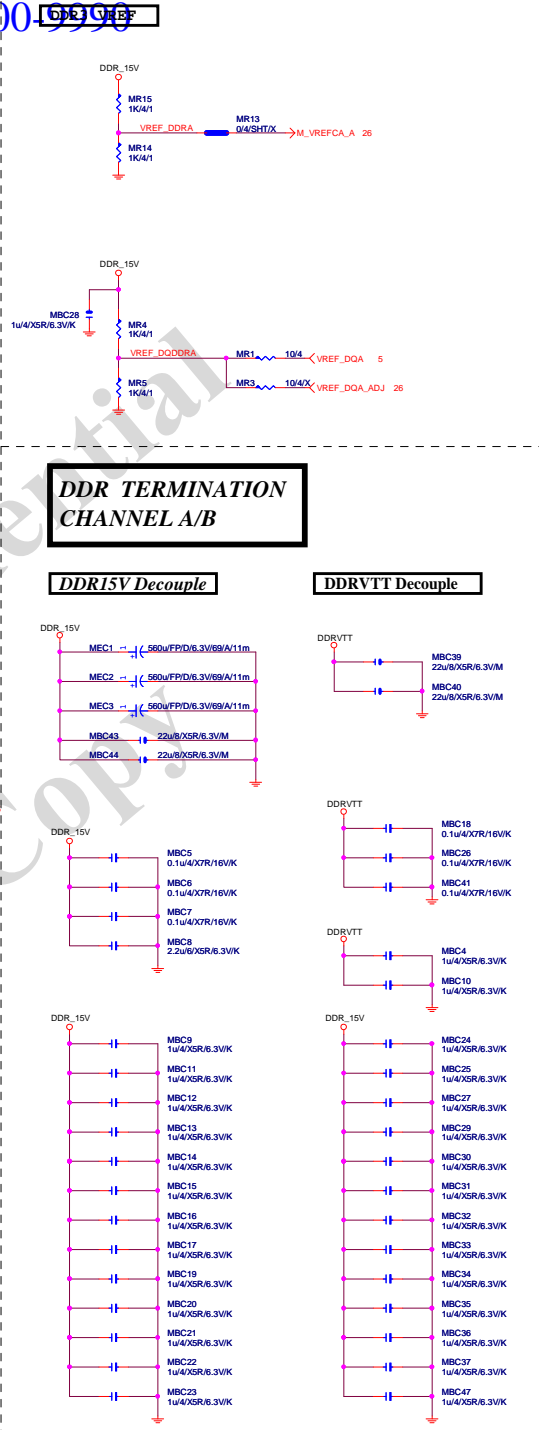 00-9990
DDR3 VREF
DDR_15V
MR15
1K/4/1
VREF_DDRA
MR13
0/4/SHT/X
M_VREFCA_A 26
MR14
1K/4/1
DDR_15V
MBC28
1u/4/X5R/6.3V/K
MR4
1K/4/1
VREF_DQDDRA
MR1 10/4
VREF_DQA 5
MR5
1K/4/1
MR3 10/4/X
VREF_DQA_ADJ 26
DDR TERMINATION
CHANNEL A/B
DDR15V Decouple
DDR_15V
MEC1 1 + 560u/FP/D/6.3V/69/A/11m
MEC2 1 + 560u/FP/D/6.3V/69/A/11m
MEC3 1 + 560u/FP/D/6.3V/69/A/11m
MBC43 22u/8/X5R/6.3V/M
MBC44 22u/8/X5R/6.3V/M
DDRVTT Decouple
DDRVTT
MBC39
22u/8/X5R/6.3V/M
MBC40
22u/8/X5R/6.3V/M
DDR_15V
MBC5
0.1u/4/X7R/16V/K
MBC6
0.1u/4/X7R/16V/K
MBC7
0.1u/4/X7R/16V/K
MBC8
2.2u/6/X5R/6.3V/K
DDRVTT
MBC18
0.1u/4/X7R/16V/K
MBC26
0.1u/4/X7R/16V/K
MBC41
0.1u/4/X7R/16V/K
DDRVTT
MBC4
1u/4/X5R/6.3V/K
MBC10
1u/4/X5R/6.3V/K
DDR_15V
MBC9
1u/4/X5R/6.3V/K
MBC11
1u/4/X5R/6.3V/K
MBC12
1u/4/X5R/6.3V/K
MBC13
1u/4/X5R/6.3V/K
MBC14
1u/4/X5R/6.3V/K
MBC15
1u/4/X5R/6.3V/K
MBC16
1u/4/X5R/6.3V/K
MBC17
1u/4/X5R/6.3V/K
MBC19
1u/4/X5R/6.3V/K
MBC20
1u/4/X5R/6.3V/K
MBC21
1u/4/X5R/6.3V/K
MBC22
1u/4/X5R/6.3V/K
MBC23
1u/4/X5R/6.3V/K
DDR_15V
MBC24
1u/4/X5R/6.3V/K
MBC25
1u/4/X5R/6.3V/K
MBC27
1u/4/X5R/6.3V/K
MBC29
1u/4/X5R/6.3V/K
MBC30
1u/4/X5R/6.3V/K
MBC31
1u/4/X5R/6.3V/K
MBC32
1u/4/X5R/6.3V/K
MBC33
1u/4/X5R/6.3V/K
MBC34
1u/4/X5R/6.3V/K
MBC35
1u/4/X5R/6.3V/K
MBC36
1u/4/X5R/6.3V/K
MBC37
1u/4/X5R/6.3V/K
MBC47
1u/4/X5R/6.3V/K
ential
Copy